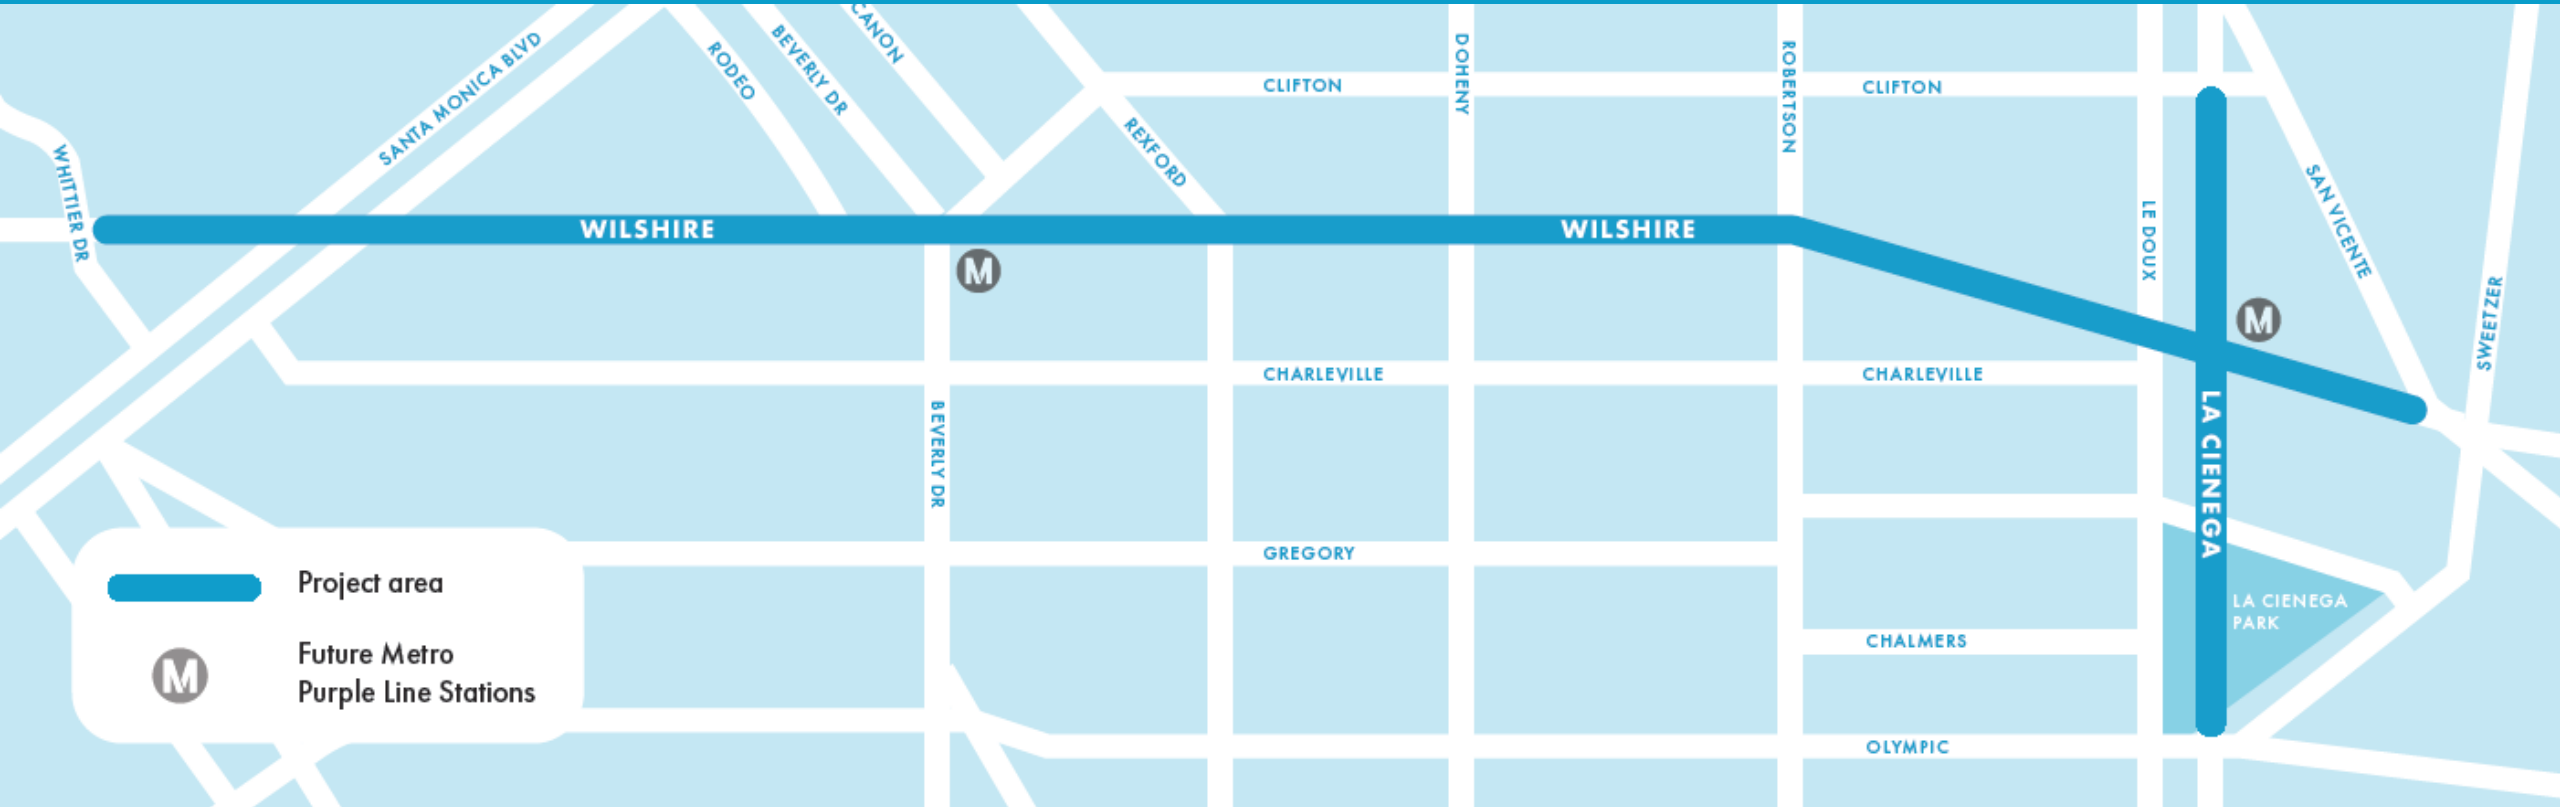 SANTA MONICA BLVD
RODEO
BEVERLY DR
CANON
REXFORD
CLIFTON
DOHENY
ROBERTSON
CLIFTON
WHITTIER DR
WILSHIRE
WILSHIRE
LE DOUX
SAN VICENTE
SWEETZER
M
M
CHARLEVILLE
CHARLEVILLE
BEVERLY DR
LA CIENEGA
GREGORY
LA CIENEGA
PARK
CHALMERS
OLYMPIC
Project area
M
Future Metro
Purple Line Stations